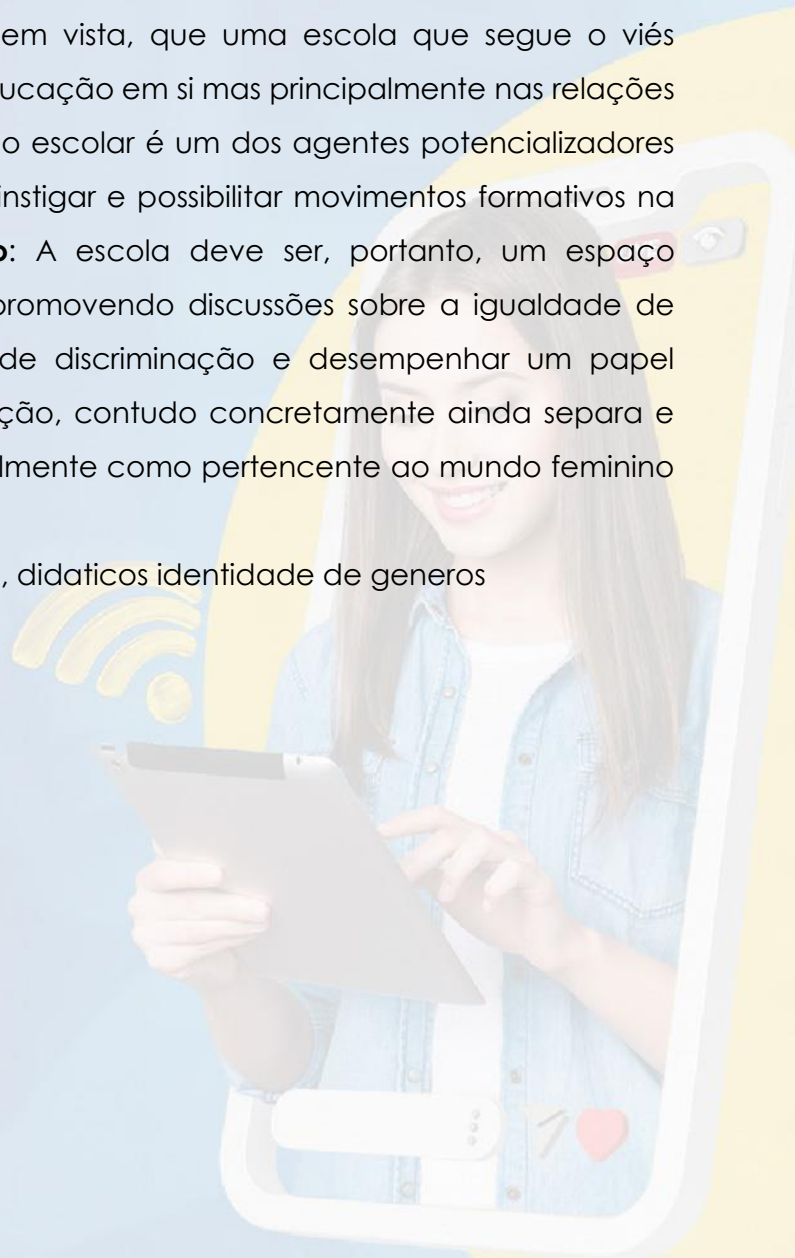 em vista, que uma escola que segue o viés
ucação em si mas principalmente nas relações
o escolar é um dos agentes potencializadores
instigar e possibilitar movimentos formativos na
o: A escola deve ser, portanto, um espaço
promovendo discussões sobre a igualdade de
de discriminação e desempenhar um papel
ção, contudo concretamente ainda separa e
lmente como pertencente ao mundo feminino
, didaticos identidade de generos